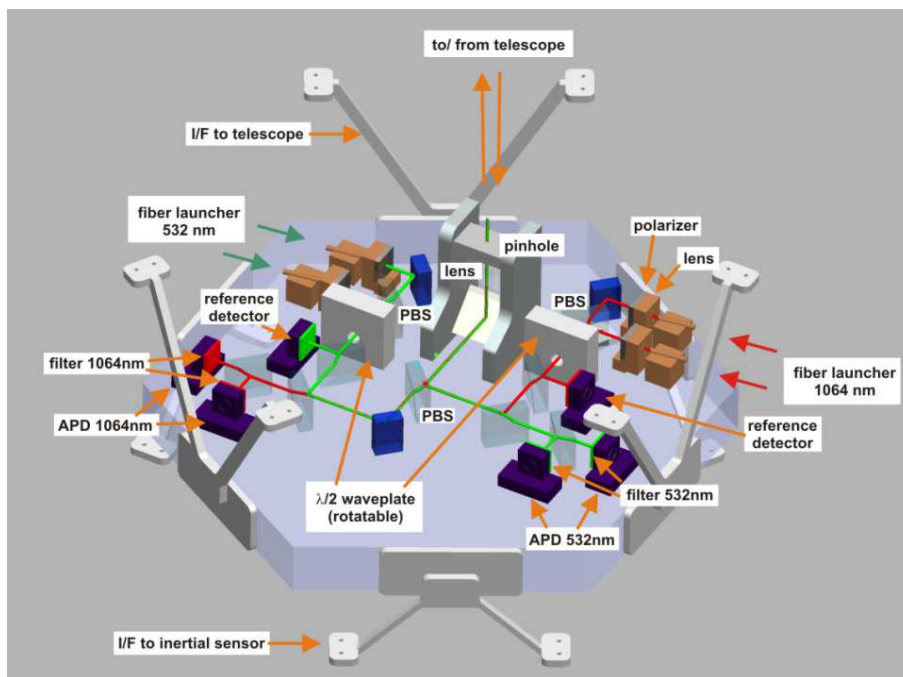 to/ from telescope
I/F to telescope
fiber launcher
532 nm
pinhole
polarizer
lens
lens
PBS
PBS
reference
detector
filter 1064nm
APD 1064nm
fiber launcher
1064 nm
PBS
reference
detector
λ/2 waveplate
(rotatable)
filter 532nm
APD 532nm
I/F to inertial sensor